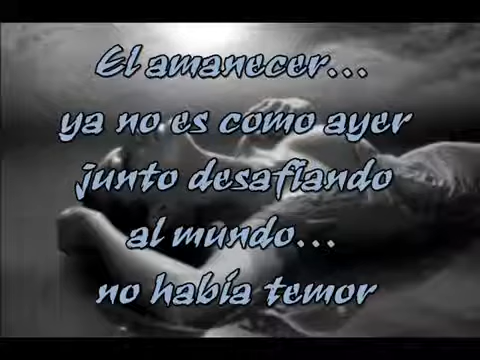 El amanecer...
ya no es como ayer
junto desafiando
al mundo...
no había temor